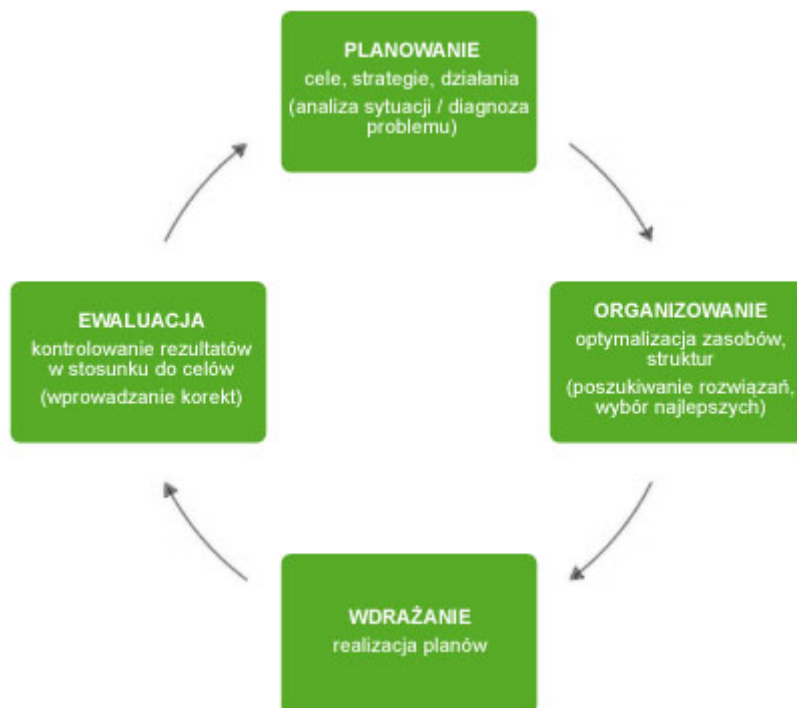 PLANOWANIE
cele, strategie, działania
(analiza sytuacji / diagnoza
problemu)
EWALUACJA
kontrolowanie rezultatów
w stosunku do celów
(wprowadzanie korekt)
ORGANIZOWANIE
optymalizacja zasobów,
struktur
(poszukiwanie rozwiązań,
wybór najlepszych)
WDRAŻANIE
realizacja planów